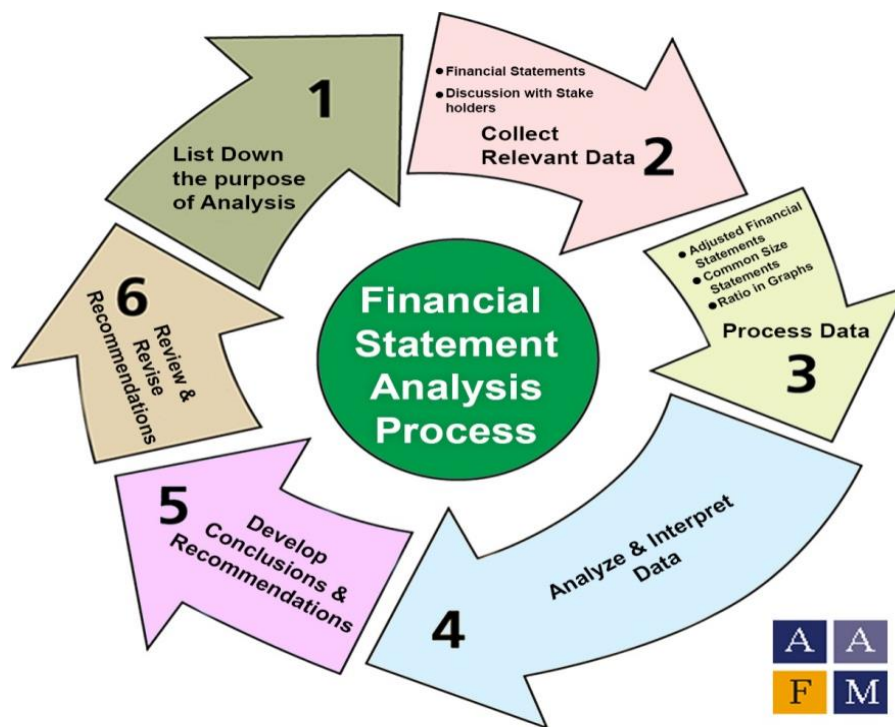 Financial
Statement
Analysis
Process
1
List Down
the purpose
of Analysis
● Financial Statements
● Discussion with Stake
holders
Collect
Relevant Data
2
● Adjusted Financial
Statements
● Common Size
Statements
● Ratio in Graphs
Process Data
3
Analyze & Interpret
Data
4
5
Develop
Conclusions &
Recommendations
6
Review &
Revise
Recommendations
A A
F M